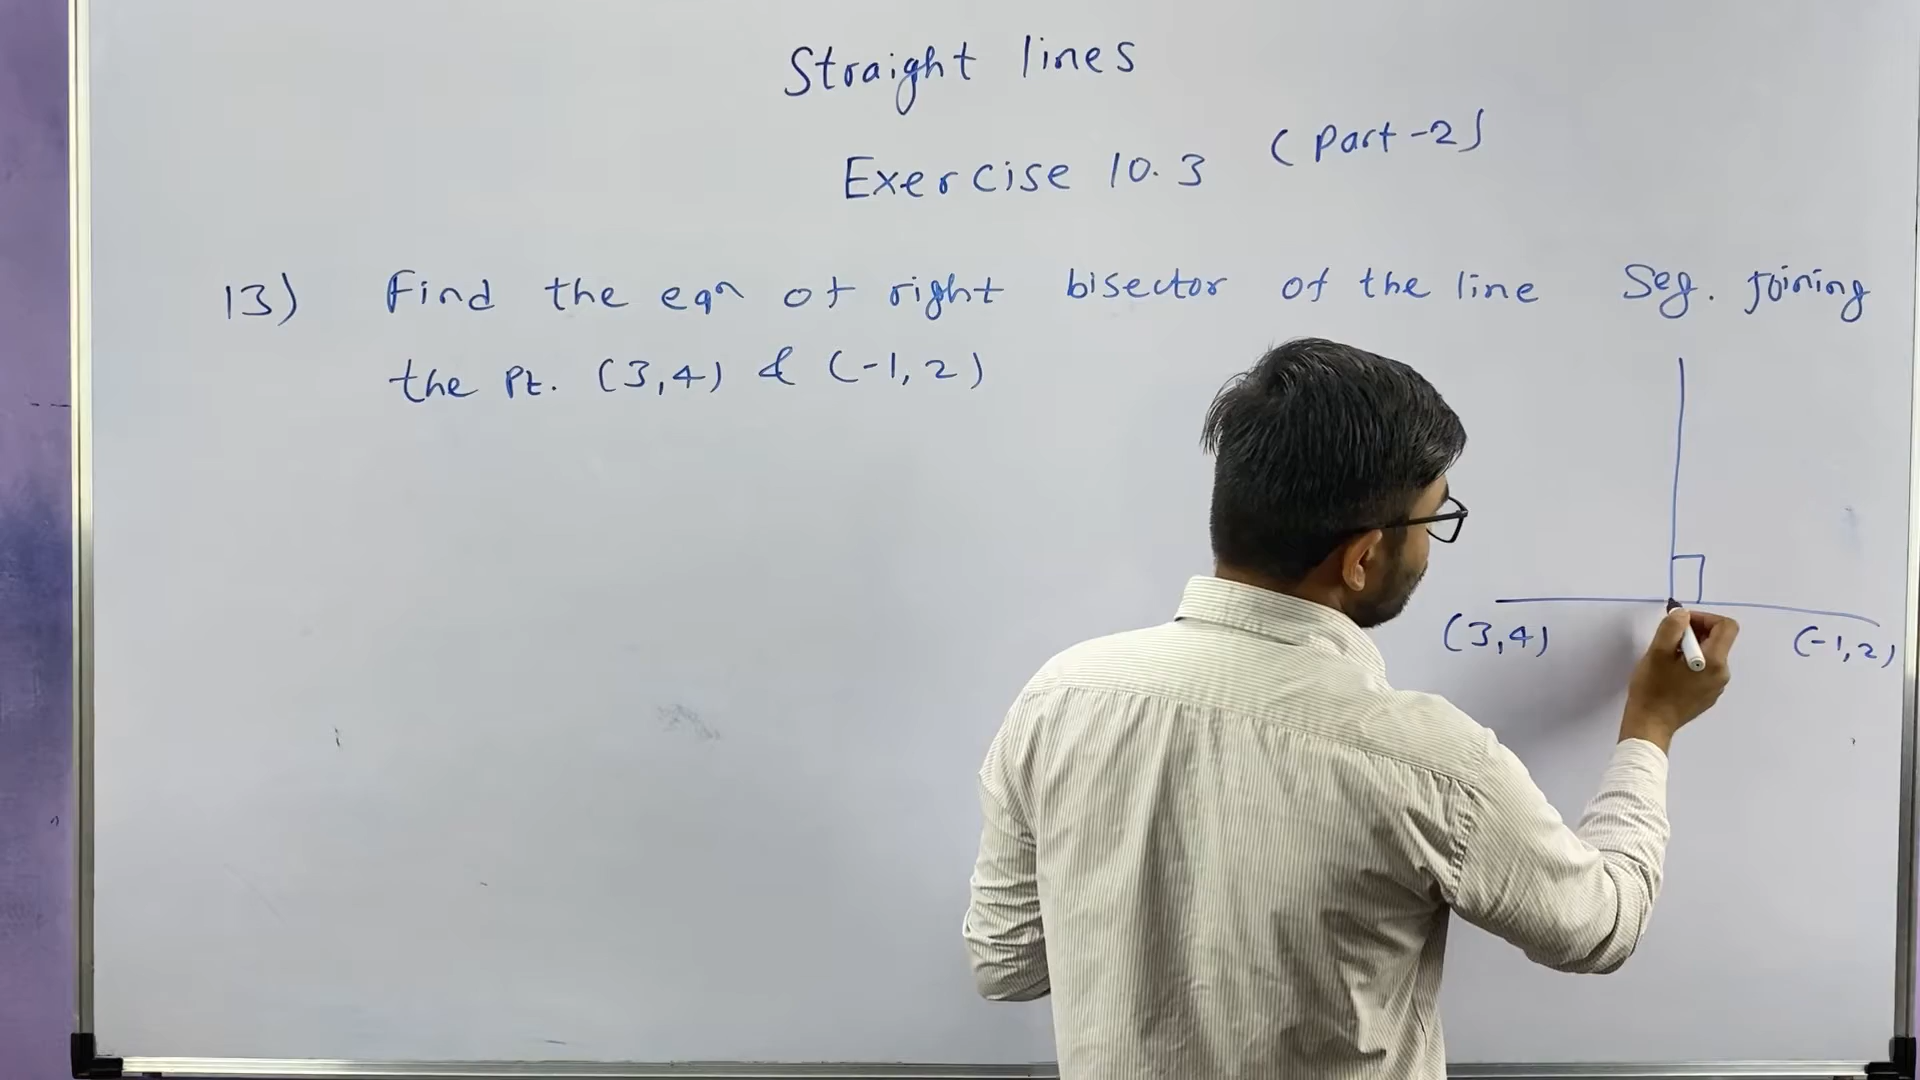 Straight lines
Exercise 10.3 (Part-2)
13) Find the eqn of right bisector of the line Seg. Joining
the Pt. (3,4) & (-1,2)
(3,4) (-1,2)